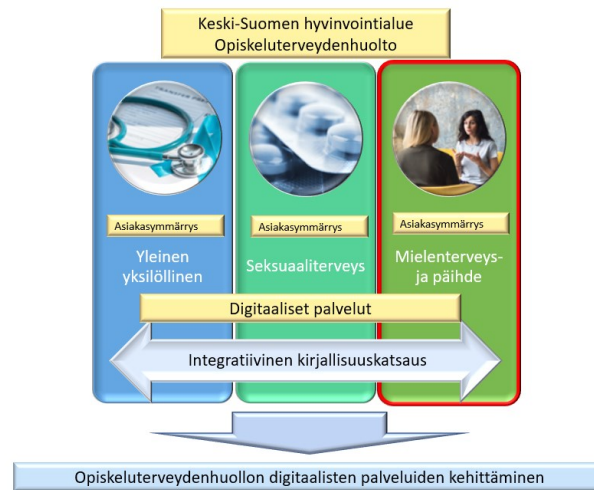 Keski-Suomen hyvinvointialue
Opiskeluterveydenhuolto
Asiakasymmärrys
Asiakasymmärrys
Asiakasymmärrys
Yleinen
yksilöllinen
Seksuaaliterveys
Mielenterveys-
ja päihde
Digitaaliset palvelut
Integratiivinen kirjallisuuskatsaus
Opiskeluterveydenhuollon digitaalisten palveluiden kehittäminen